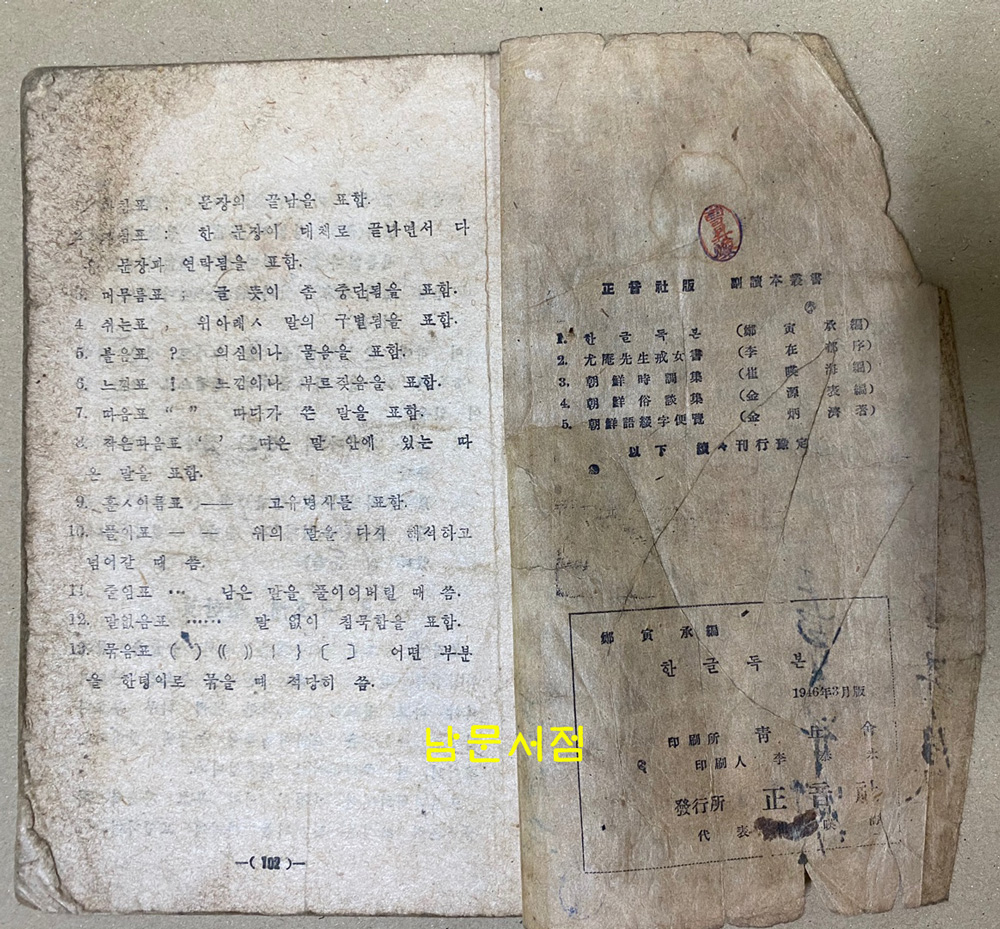 표 . 문장의 끝남을 표함.
표 : 한 문장이 대체로 끝나면서 다
문장과 연락됨을 표함.
머무름표 ; 글 뜻이 좀 중단됨을 표함.
4. 쉬는표 , 위아래ㅅ 말의 구별됨을 표함.
5. 물음표 ? 의심이나 물음을 표함.
6. 느낌표 ! 느낌이나 부르짖음을 표함.
7. 따옴표 “ ” 따다가 쓴 말을 표함.
8. 작은따옴표 ‘ ’ 따온 말 안에 있는 따
온 말을 표함.
9. 홀ㅅ이름표 —— 고유명사를 표함.
10. 풀이표 — — 위의 말을 다시 해석하고
넘어갈 때 씀.
11. 줄임표 … 남은 말을 줄이어버릴 때 씀.
12. 말없음표 …… 말 없이 침묵함을 표함.
13. 묶음표 ( ) (( )) { } 〔 〕 어떤 부분
을 한덩이로 묶을 때 적당히 씀.
—( 102 )—
正音社版 副讀本叢書
1. 한글독본 (鄭寅承編)
2. 尤庵先生戒女書 (李在郁序)
3. 朝鮮時調集 (崔暎海編)
4. 朝鮮俗談集 (金源表編)
5. 朝鮮語綴字便覽 (金炳濟著)
以下 續々刊行豫定
鄭寅承編
한글독본
1946年3月版
印刷所 靑年會
印刷人 李
發行所 正音社
代表
남문서점